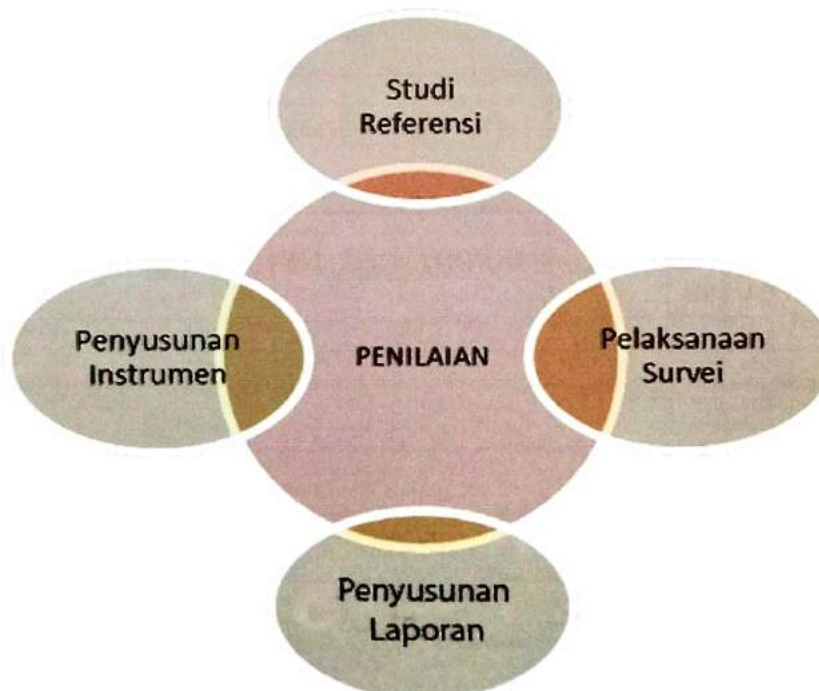 Studi
Referensi
Penyusunan
Instrumen
PENILAIAN
Pelaksanaan
Survei
Penyusunan
Laporan